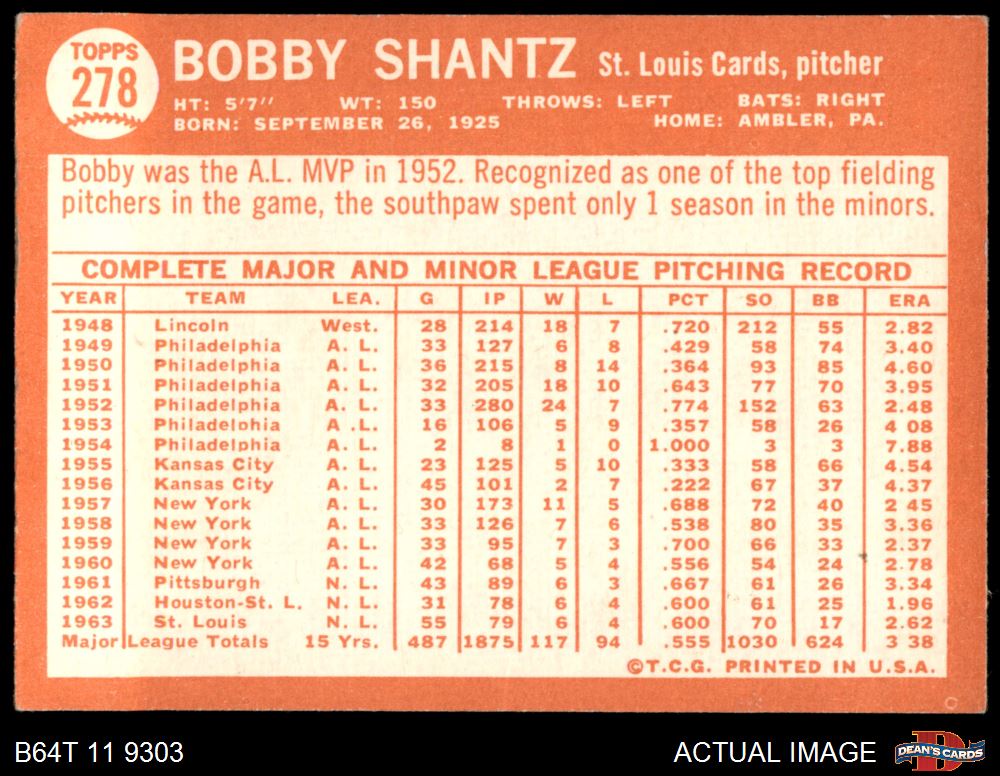 TOPPS
278
BOBBY SHANTZ St. Louis Cards, pitcher
HT: 5'7" WT: 150 THROWS: LEFT BATS: RIGHT
BORN: SEPTEMBER 26, 1925 HOME: AMBLER, PA.
Bobby was the A.L. MVP in 1952. Recognized as one of the top fielding
pitchers in the game, the southpaw spent only 1 season in the minors.
COMPLETE MAJOR AND MINOR LEAGUE PITCHING RECORD
YEAR TEAM LEA. G IP W L PCT SO BB ERA
1948 Lincoln West. 28 214 18 7 .720 212 55 2.82
1949 Philadelphia A. L. 33 127 6 8 .429 58 74 3.40
1950 Philadelphia A. L. 36 215 8 14 .364 93 85 4.60
1951 Philadelphia A. L. 32 205 18 10 .643 77 70 3.95
1952 Philadelphia A. L. 33 280 24 7 .774 152 63 2.48
1953 Philadelphia A .L. 16 106 5 9 .357 58 26 4 08
1954 Philadelphia A. L. 2 8 1 0 1.000 3 3 7.88
1955 Kansas City A. L. 23 125 5 10 .333 58 66 4.54
1956 Kansas City A. L. 45 101 2 7 .222 67 37 4.37
1957 New York A. L. 30 173 11 5 .688 72 40 2 45
1958 New York A. L. 33 126 7 6 .538 80 35 3.36
1959 New York A. L. 33 95 7 3 .700 66 33 2.37
1960 New York A. L. 42 68 5 4 .556 54 24 2.78
1961 Pittsburgh N. L. 43 89 6 3 .667 61 26 3.34
1962 Houston-St. L. N. L. 31 78 6 4 .600 61 25 1.96
1963 St. Louis N. L. 55 79 6 4 .600 70 17 2.62
Major League Totals 15 Yrs. 487 1875 117 94 .555 1030 624 3 38
©T.C.G. PRINTED IN U.S.A.
B64T 11 9303 ACTUAL IMAGE DEAN'S CARDS